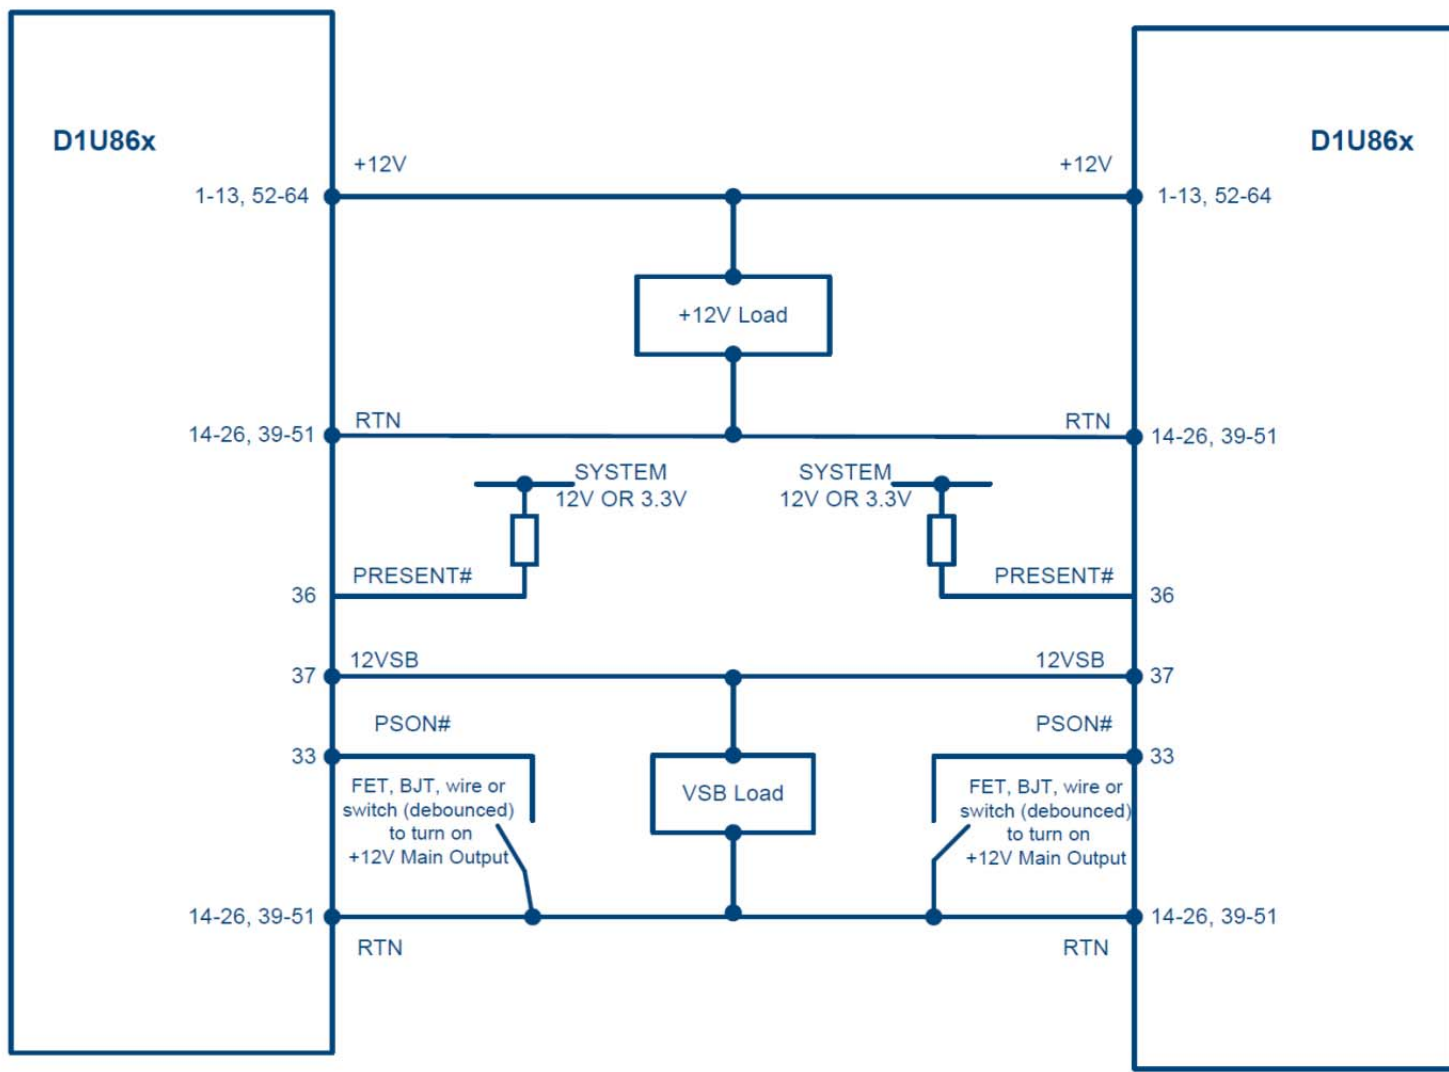 D1U86x
D1U86x
+12V
+12V
1-13, 52-64
1-13, 52-64
+12V Load
RTN
RTN
14-26, 39-51
14-26, 39-51
SYSTEM
12V OR 3.3V
SYSTEM
12V OR 3.3V
PRESENT#
PRESENT#
36
36
12VSB
12VSB
37
37
PSON#
PSON#
33
33
FET, BJT, wire or
switch (debounced)
to turn on
+12V Main Output
VSB Load
FET, BJT, wire or
switch (debounced)
to turn on
+12V Main Output
14-26, 39-51
14-26, 39-51
RTN
RTN